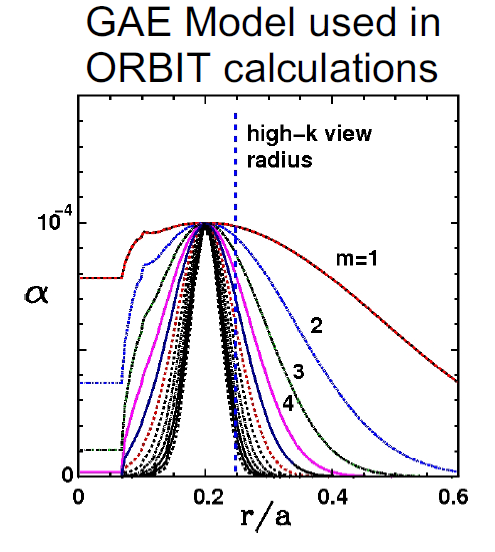 GAE Model used in
ORBIT calculations
high-k view
radius
10⁻⁴
m=1
α
2
3
4
0
0 0.2 0.4 0.6
r/a